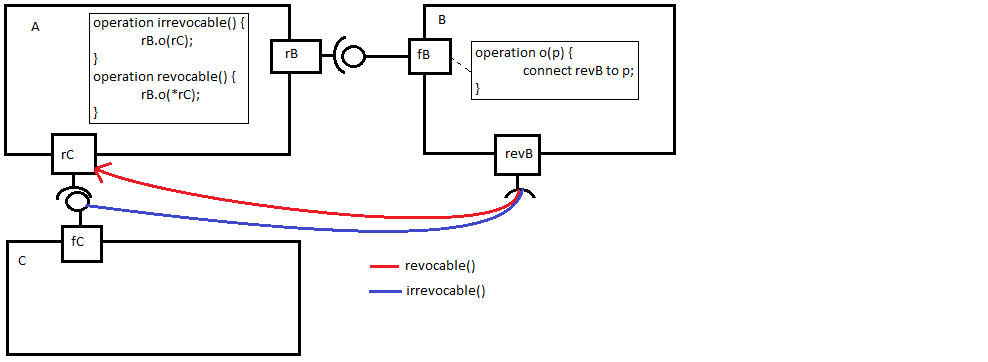 A
operation irrevocable() {
rB.o(rC);
}
operation revocable() {
rB.o(*rC);
}
rB
B
fB
operation o(p) {
connect revB to p;
}
rC
revB
fC
C
revocable()
irrevocable()